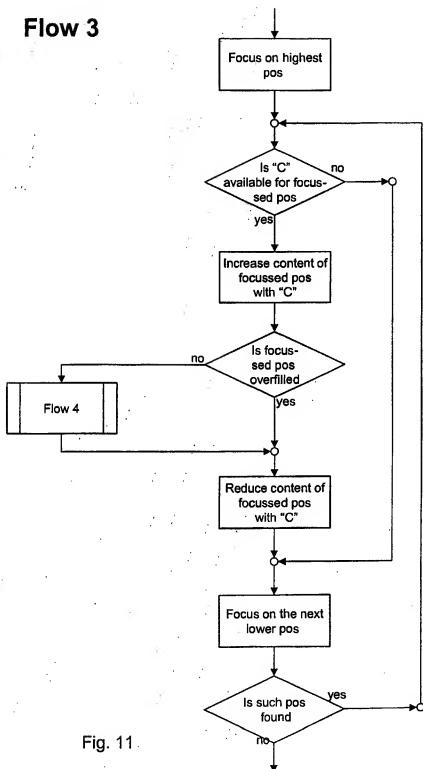 Flow 3
Focus on highest
pos
Is "C"
available for focus-
sed pos
no
yes
Increase content of
focussed pos
with "C"
Is focus-
sed pos
overfilled
no
yes
Flow 4
Reduce content of
focussed pos
with "C"
Focus on the next
lower pos
Is such pos
found
yes
no
Fig. 11